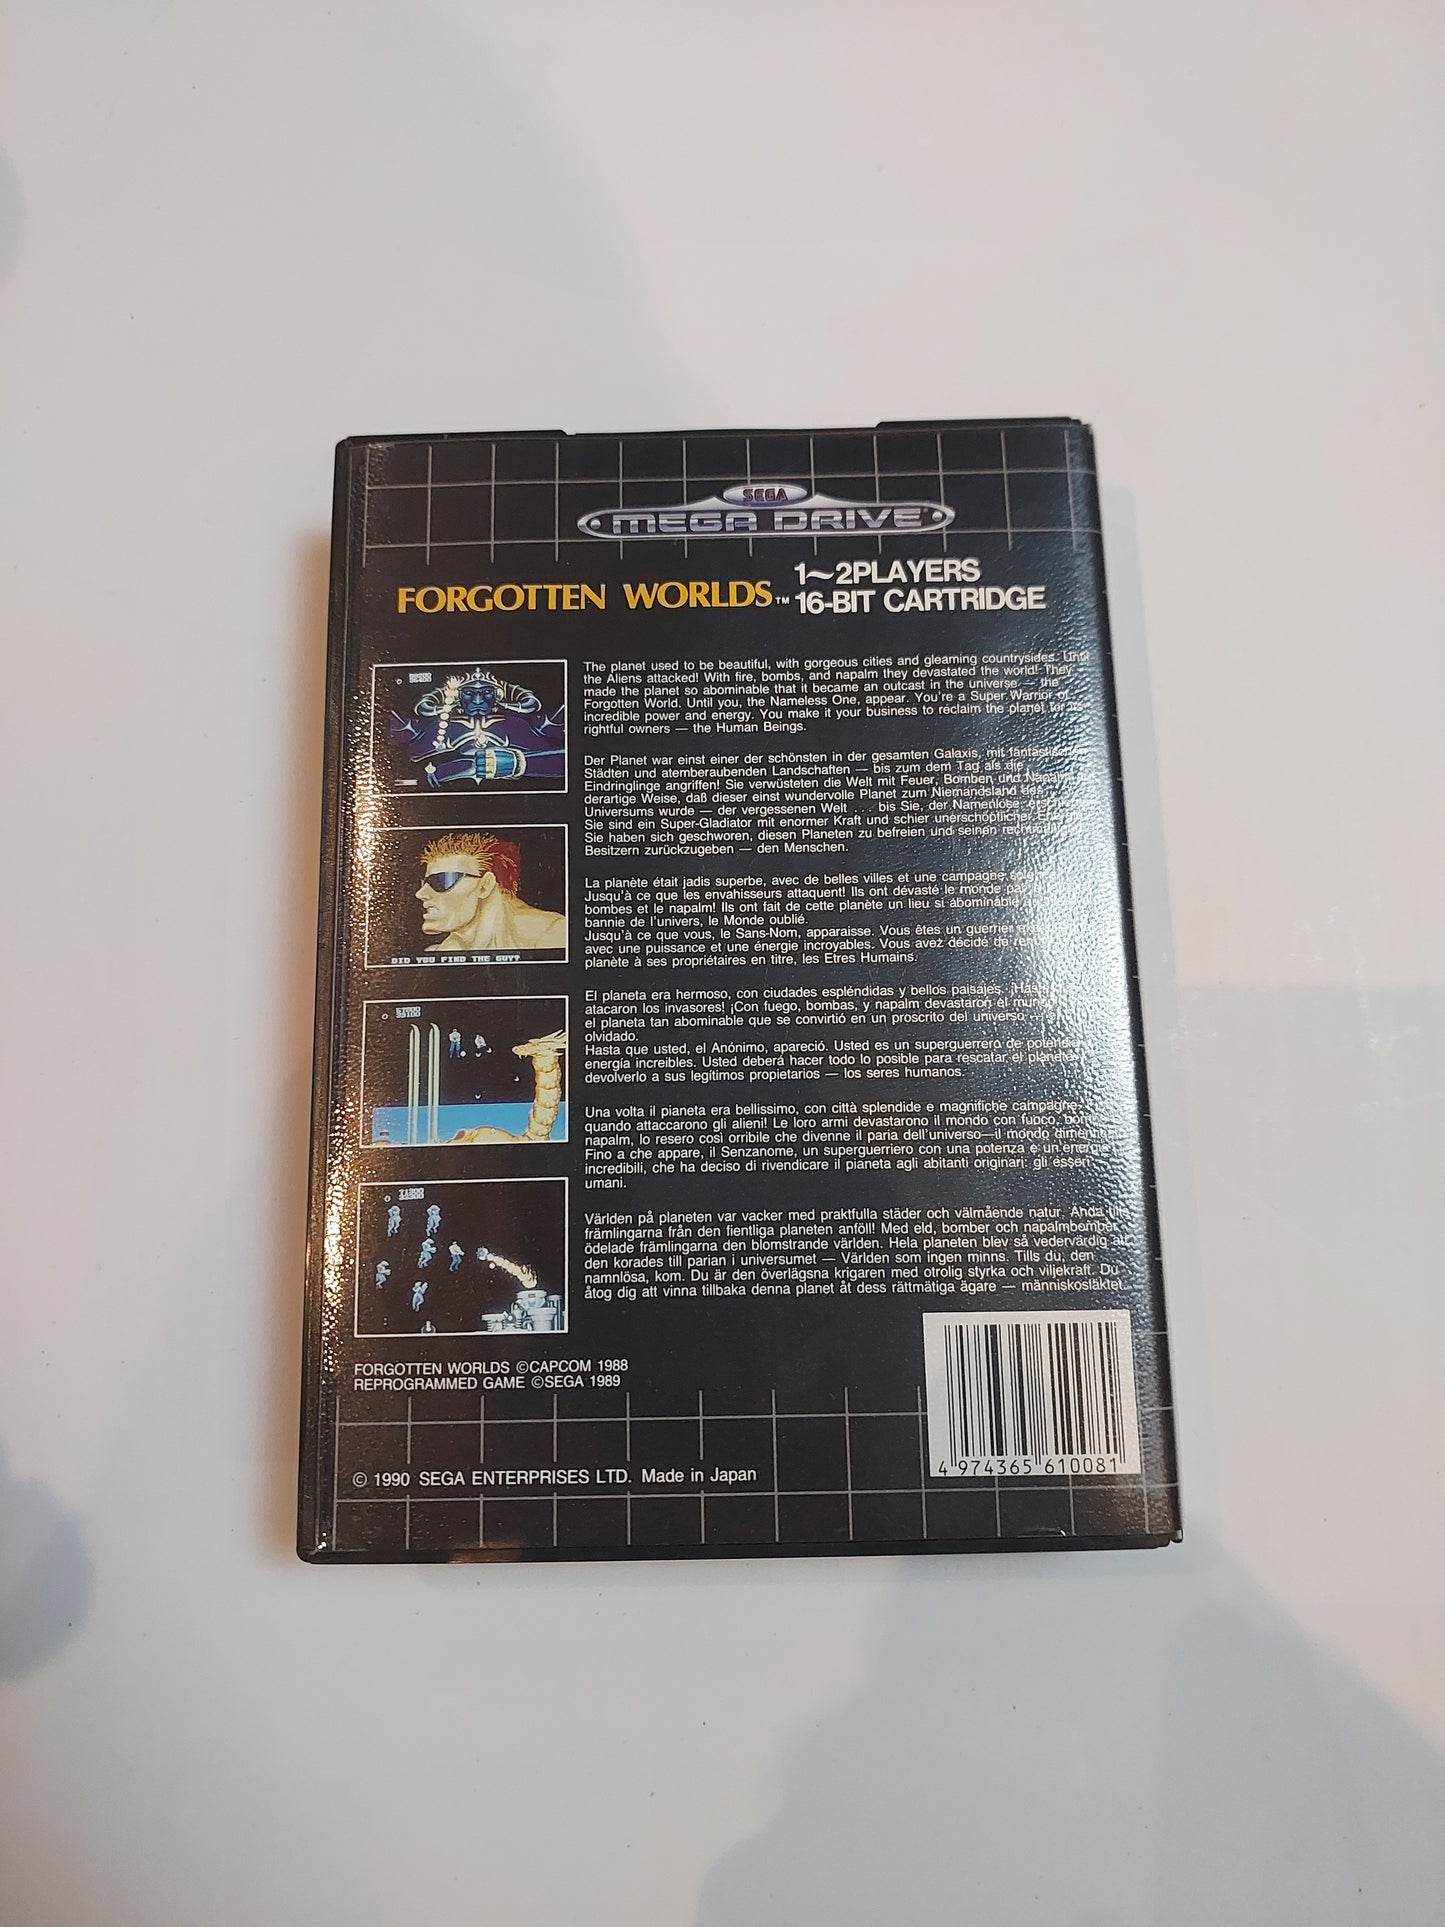 SEGA
MEGA DRIVE
FORGOTTEN WORLDS™
1~2PLAYERS
16-BIT CARTRIDGE
The planet used to be beautiful, with gorgeous cities and gleaming countrysides. Until
the Aliens attacked! With fire, bombs, and napalm they devastated the world! They
made the planet so abominable that it became an outcast in the universe — the
Forgotten World. Until you, the Nameless One, appear. You're a Super Warrior of
incredible power and energy. You make it your business to reclaim the planet for its
rightful owners — the Human Beings.
Der Planet war einst einer der schönsten in der gesamten Galaxis, mit fantastischen
Städten und atemberaubenden Landschaften — bis zum dem Tag als die
Eindringlinge angriffen! Sie verwüsteten die Welt mit Feuer, Bomben und Napalm
derartige Weise, daß dieser einst wundervolle Planet zum Niemandsland des
Universums wurde — der vergessenen Welt ... bis Sie, der Namenlose,
Sie sind ein Super-Gladiator mit enormer Kraft und schier unerschöpflicher
Sie haben sich geschworen, diesen Planeten zu befreien und seinen
Besitzern zurückzugeben — den Menschen.
La planète était jadis superbe, avec de belles villes et une campagne
Jusqu'à ce que les envahisseurs attaquent! Ils ont dévasté le monde
bombes et le napalm! Ils ont fait de cette planète un lieu si abominable
bannie de l'univers, le Monde oublié.
Jusqu'à ce que vous, le Sans-Nom, apparaisse. Vous êtes un guerrier
avec une puissance et une énergie incroyables. Vous avez décidé de
planète à ses propriétaires en titre, les Etres Humains.
El planeta era hermoso, con ciudades espléndidas y bellos paisajes.
atacaron los invasores! ¡Con fuego, bombas, y napalm devastaron el
el planeta tan abominable que se convirtió en un proscrito del universo —
olvidado.
Hasta que usted, el Anónimo, apareció. Usted es un superguerrero de
energía increibles. Usted deberá hacer todo lo posible para rescatar el planeta
devolverlo a sus legítimos propietarios — los seres humanos.
Una volta il pianeta era bellissimo, con città splendide e magnifiche campagne
quando attaccarono gli alieni! Le loro armi devastarono il mondo con fuoco,
napalm, lo resero così orribile che divenne il paria dell'universo—il mondo
Fino a che appare, il Senzanome, un superguerriero con una potenza e un'energia
incredibili, che ha deciso di rivendicare il pianeta agli abitanti originari: gli esseri
umani.
Världen på planeten var vacker med praktfulla städer och välmående natur. Ända tills
främlingarna från den fientliga planeten anföll! Med eld, bomber och napalmbomber
ödelade främlingarna den blomstrande världen. Hela planeten blev så vedervärdig att
den korades till parian i universumet — Världen som ingen minns. Tills du, den
namnlösa, kom. Du är den överlägsna krigaren med otrolig styrka och viljekraft. Du
åtog dig att vinna tillbaka denna planet åt dess rättmätiga ägare — människosläktet.
DID YOU FIND THE GUY?
FORGOTTEN WORLDS ©CAPCOM 1988
REPROGRAMMED GAME ©SEGA 1989
© 1990 SEGA ENTERPRISES LTD. Made in Japan
4 974365 610081